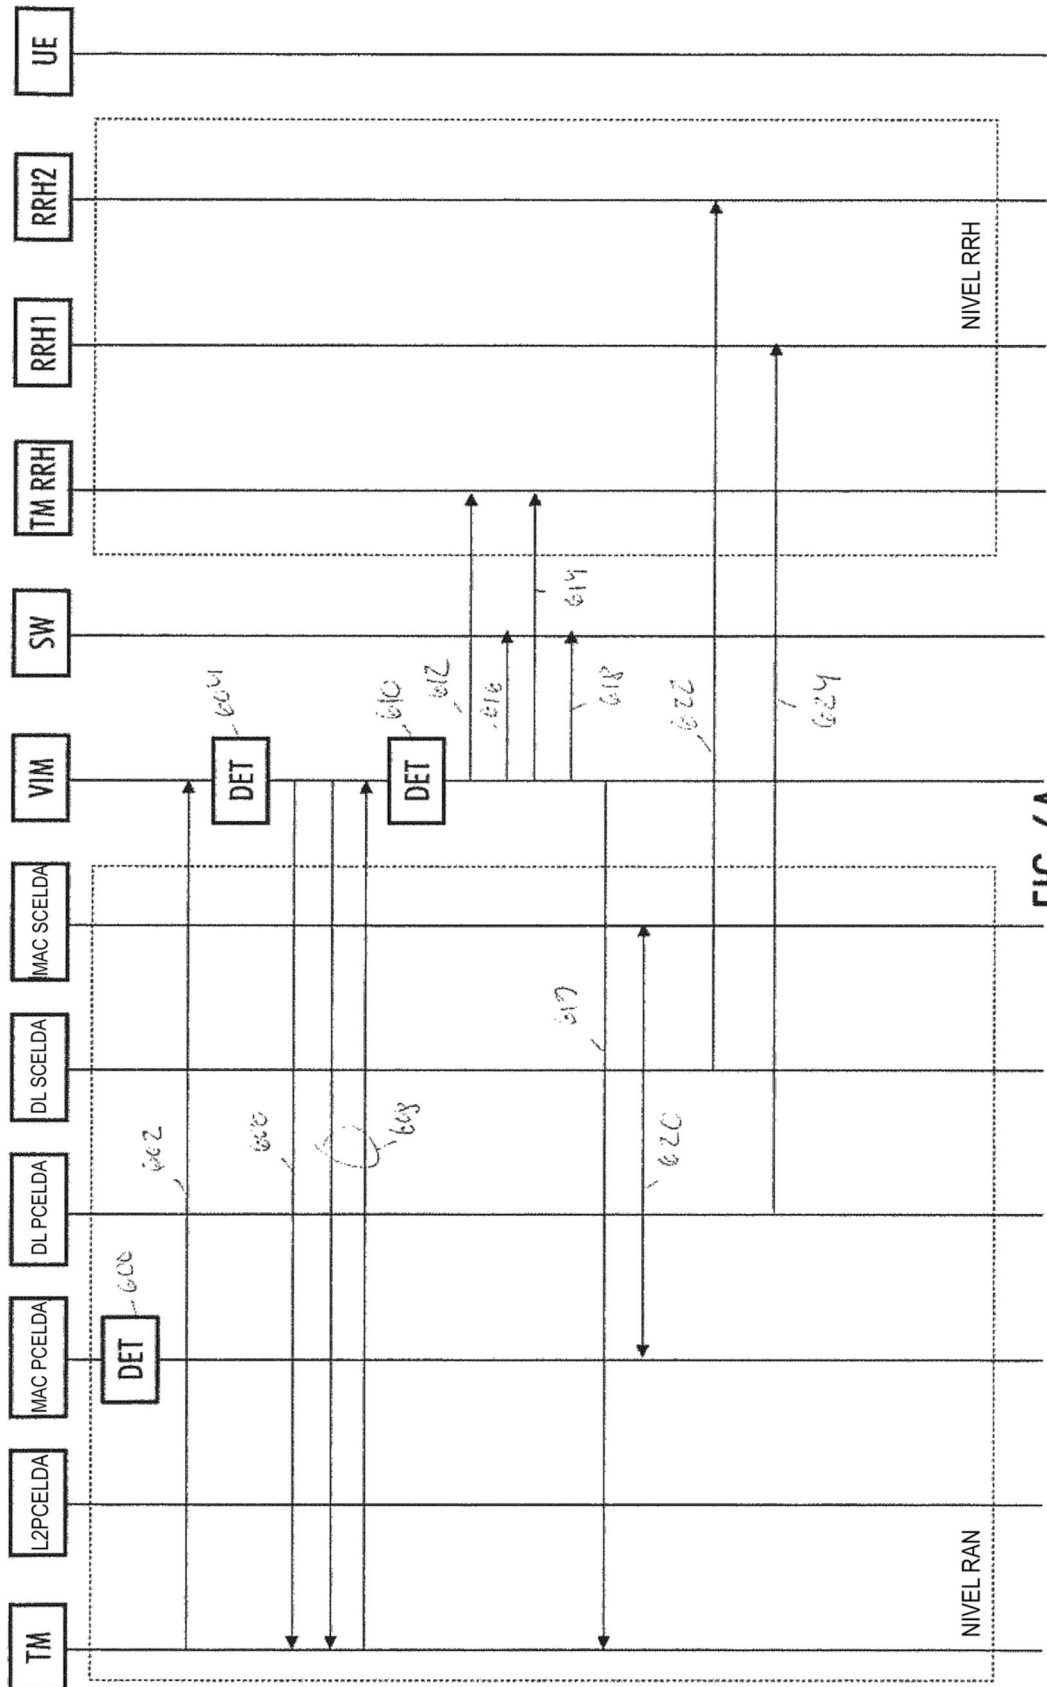 TM
L2PCELDA
MAC PCELDA
DL PCELDA
DL SCELDA
MAC SCELDA
VIM
SW
TM RRH
RRH1
RRH2
UE
DET
600
602
DET
604
606
608
DET
610
612
616
614
618
619
620
622
624
NIVEL RAN
NIVEL RRH